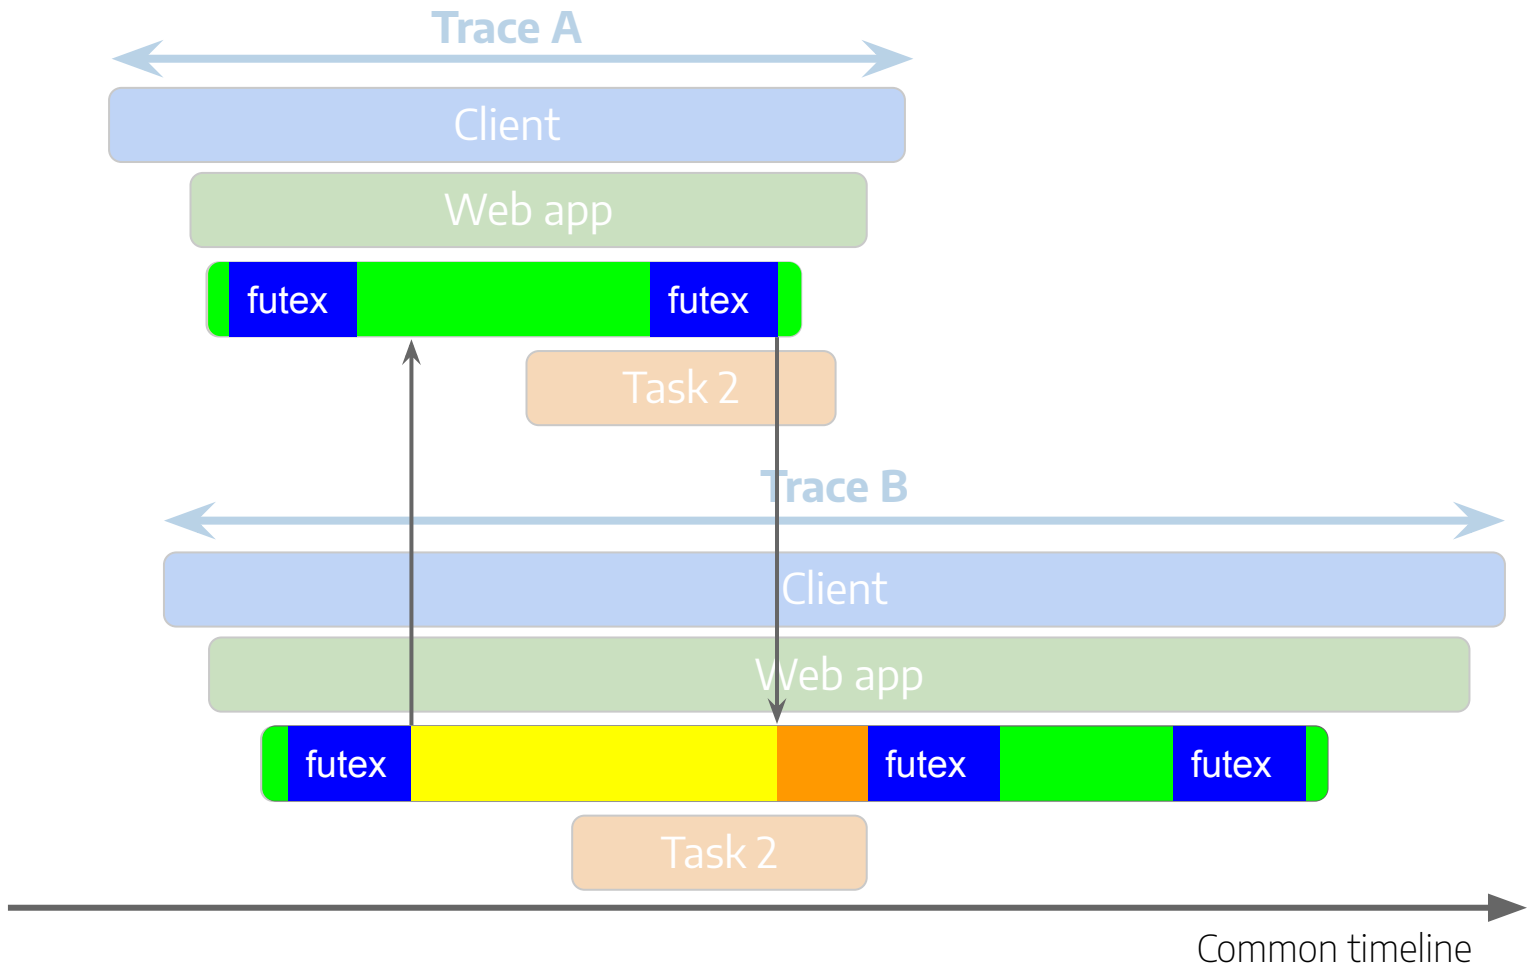 Trace A
Client
Web app
futex futex
Task 2
Trace B
Client
Web app
futex futex futex
Task 2
Common timeline